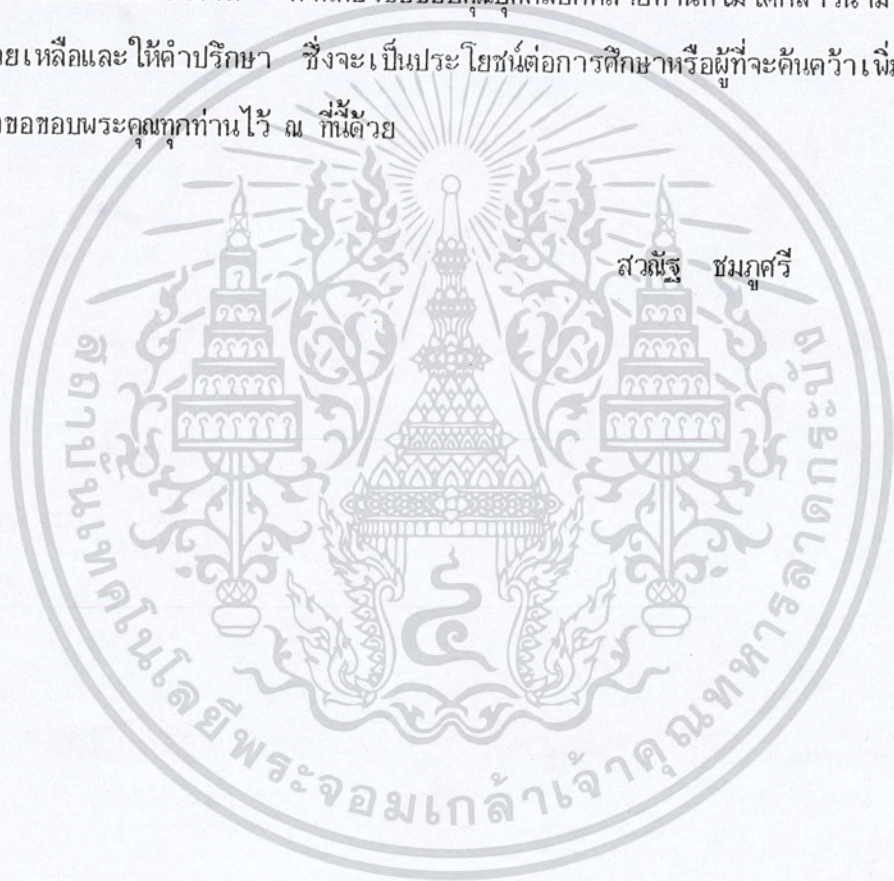 ช่วยเหลือและให้คำปรึกษา ซึ่งจะเป็นประโยชน์ต่อการศึกษาหรือผู้ที่จะค้นคว้าเพิ่ม
ขอขอบพระคุณทุกท่านไว้ ณ ที่นี้ด้วย
สวณัฐ ชมภูศรี
สถาบันเทคโนโลยีพระจอมเกล้าเจ้าคุณทหารลาดกระบัง
๔